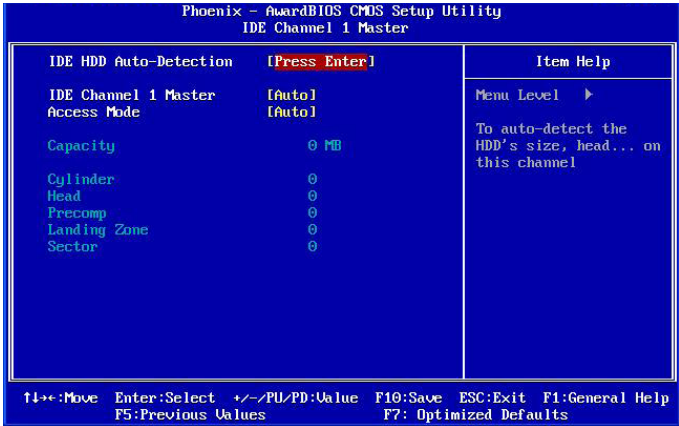 Phoenix - AwardBIOS CMOS Setup Utility
IDE Channel 1 Master
IDE HDD Auto-Detection [Press Enter]
IDE Channel 1 Master [Auto]
Access Mode [Auto]
Capacity 0 MB
Cylinder 0
Head 0
Precomp 0
Landing Zone 0
Sector 0
Item Help
Menu Level ▶
To auto-detect the
HDD's size, head... on
this channel
↑↓→←:Move Enter:Select +/-/PU/PD:Value F10:Save ESC:Exit F1:General Help
F5:Previous Values F7: Optimized Defaults